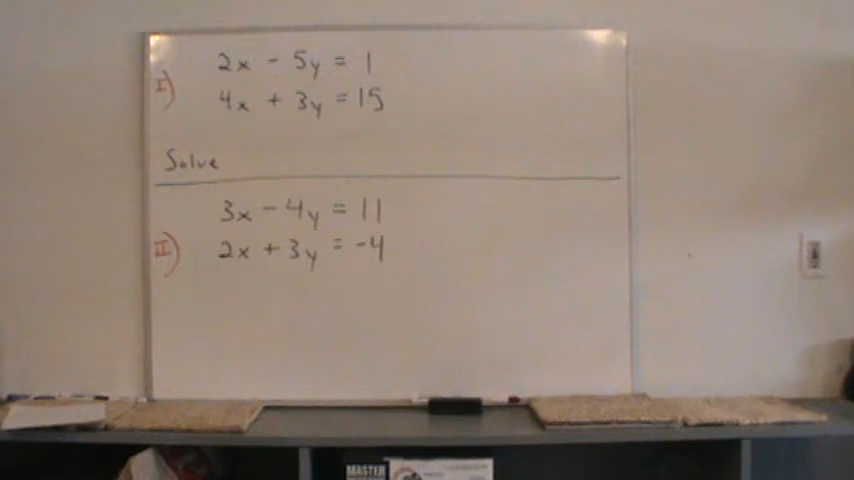 I) 2x - 5y = 1
4x + 3y = 15
Solve
II) 3x - 4y = 11
2x + 3y = -4
MASTER